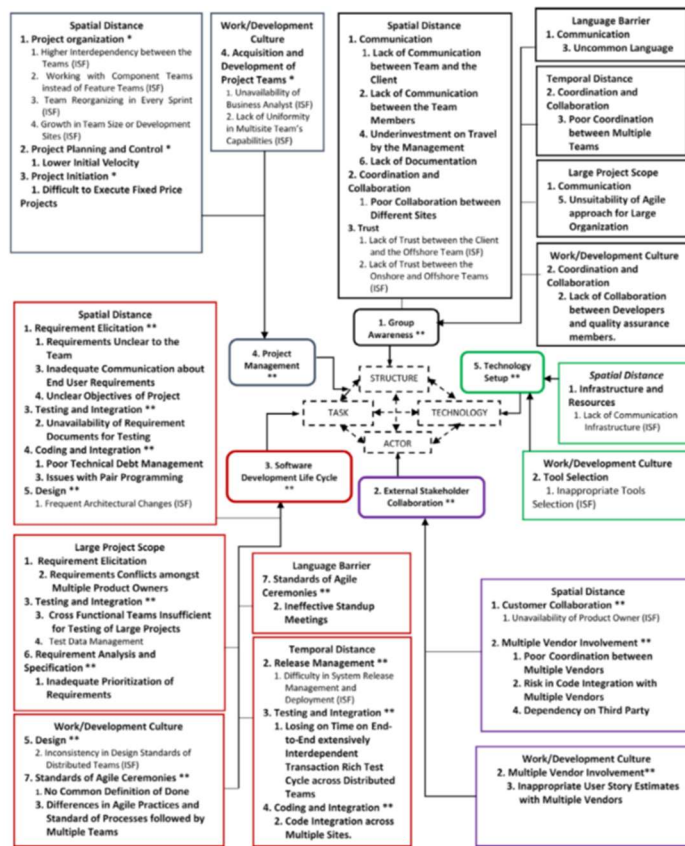 Spatial Distance
1. Project organization *
1. Higher Interdependency between the
Teams (ISF)
2. Working with Component Teams
instead of Feature Teams (ISF)
3. Team Reorganizing in Every Sprint
(ISF)
4. Growth in Team Size or Development
Sites (ISF)
2. Project Planning and Control *
1. Lower Initial Velocity
3. Project Initiation *
1. Difficult to Execute Fixed Price
Projects
Work/Development
Culture
4. Acquisition and
Development of
Project Teams *
1. Unavailability of
Business Analyst (ISF)
2. Lack of Uniformity in
Multisite Team's
Capabilities (ISF)
Spatial Distance
1. Communication
1. Lack of Communication
between Team and the
Client
2. Lack of Communication
between the Team
Members
4. Underinvestment on Travel
by the Management
6. Lack of Documentation
2. Coordination and
Collaboration
1. Poor Collaboration between
Different Sites
3. Trust
1. Lack of Trust between the Client
and the Offshore Team (ISF)
2. Lack of Trust between the
Onshore and Offshore Teams
(ISF)
Language Barrier
1. Communication
3. Uncommon Language
Temporal Distance
2. Coordination and
Collaboration
3. Poor Coordination
between Multiple
Teams
Large Project Scope
1. Communication
5. Unsuitability of Agile
approach for Large
Organization
Work/Development Culture
2. Coordination and
Collaboration
2. Lack of Collaboration
between Developers
and quality assurance
members.
1. Group
Awareness **
4. Project
Management
**
5. Technology
Setup **
STRUCTURE
TASK
TECHNOLOGY
ACTOR
3. Software
Development Life Cycle
**
2. External Stakeholder
Collaboration **
Spatial Distance
1. Requirement Elicitation **
1. Requirements Unclear to the
Team
3. Inadequate Communication about
End User Requirements
4. Unclear Objectives of Project
3. Testing and Integration **
2. Unavailability of Requirement
Documents for Testing
4. Coding and Integration **
1. Poor Technical Debt Management
3. Issues with Pair Programming
5. Design **
1. Frequent Architectural Changes (ISF)
Spatial Distance
1. Infrastructure and
Resources
1. Lack of Communication
Infrastructure (ISF)
Work/Development Culture
2. Tool Selection
1. Inappropriate Tools
Selection (ISF)
Large Project Scope
1. Requirement Elicitation
2. Requirements Conflicts amongst
Multiple Product Owners
3. Testing and Integration **
3. Cross Functional Teams Insufficient
for Testing of Large Projects
4. Test Data Management
6. Requirement Analysis and
Specification **
1. Inadequate Prioritization of
Requirements
Language Barrier
7. Standards of Agile
Ceremonies **
2. Ineffective Standup
Meetings
Temporal Distance
2. Release Management **
1. Difficulty in System Release
Management and
Deployment (ISF)
3. Testing and Integration **
1. Losing on Time on End-
to-End extensively
Interdependent
Transaction Rich Test
Cycle across Distributed
Teams
4. Coding and Integration **
2. Code Integration across
Multiple Sites.
Work/Development Culture
5. Design **
2. Inconsistency in Design Standards of
Distributed Teams (ISF)
7. Standards of Agile Ceremonies **
1. No Common Definition of Done
3. Differences in Agile Practices and
Standard of Processes followed by
Multiple Teams
Spatial Distance
1. Customer Collaboration **
1. Unavailability of Product Owner (ISF)
2. Multiple Vendor Involvement **
1. Poor Coordination between
Multiple Vendors
2. Risk in Code Integration with
Multiple Vendors
4. Dependency on Third Party
Work/Development Culture
2. Multiple Vendor Involvement**
3. Inappropriate User Story Estimates
with Multiple Vendors